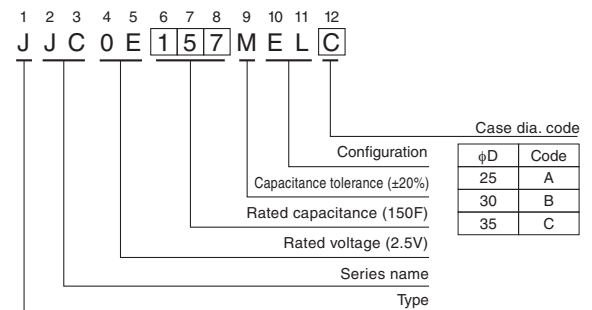 1 2 3 4 5 6 7 8 9 10 11 12
J J C 0 E 1 5 7 M E L C
Case dia. code
φD Code
25 A
30 B
35 C
Configuration
Capacitance tolerance (±20%)
Rated capacitance (150F)
Rated voltage (2.5V)
Series name
Type